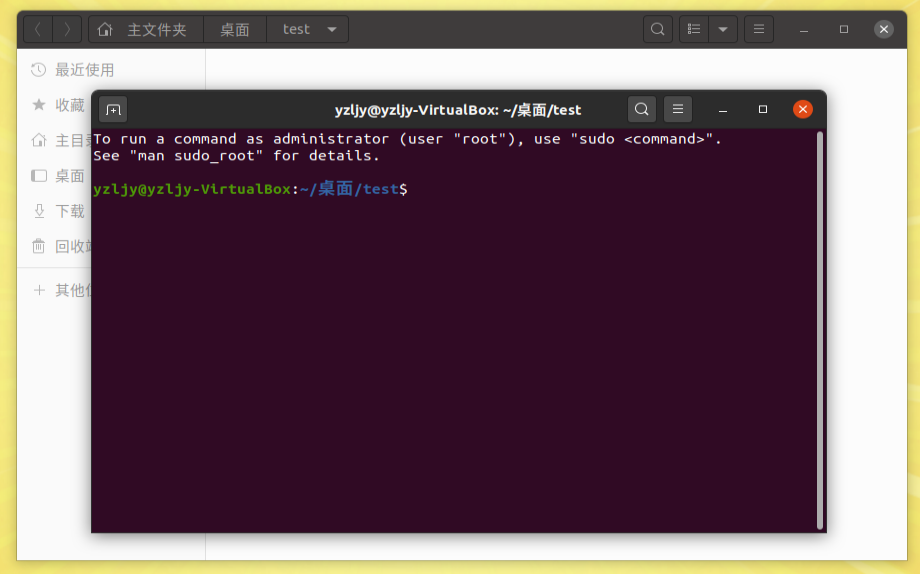 主文件夹 桌面 test
最近使用
收藏
主目
桌面
下载
回收
其他
yzljy@yzljy-VirtualBox: ~/桌面/test
To run a command as administrator (user "root"), use "sudo <command>".
See "man sudo_root" for details.
yzljy@yzljy-VirtualBox:~/桌面/test$